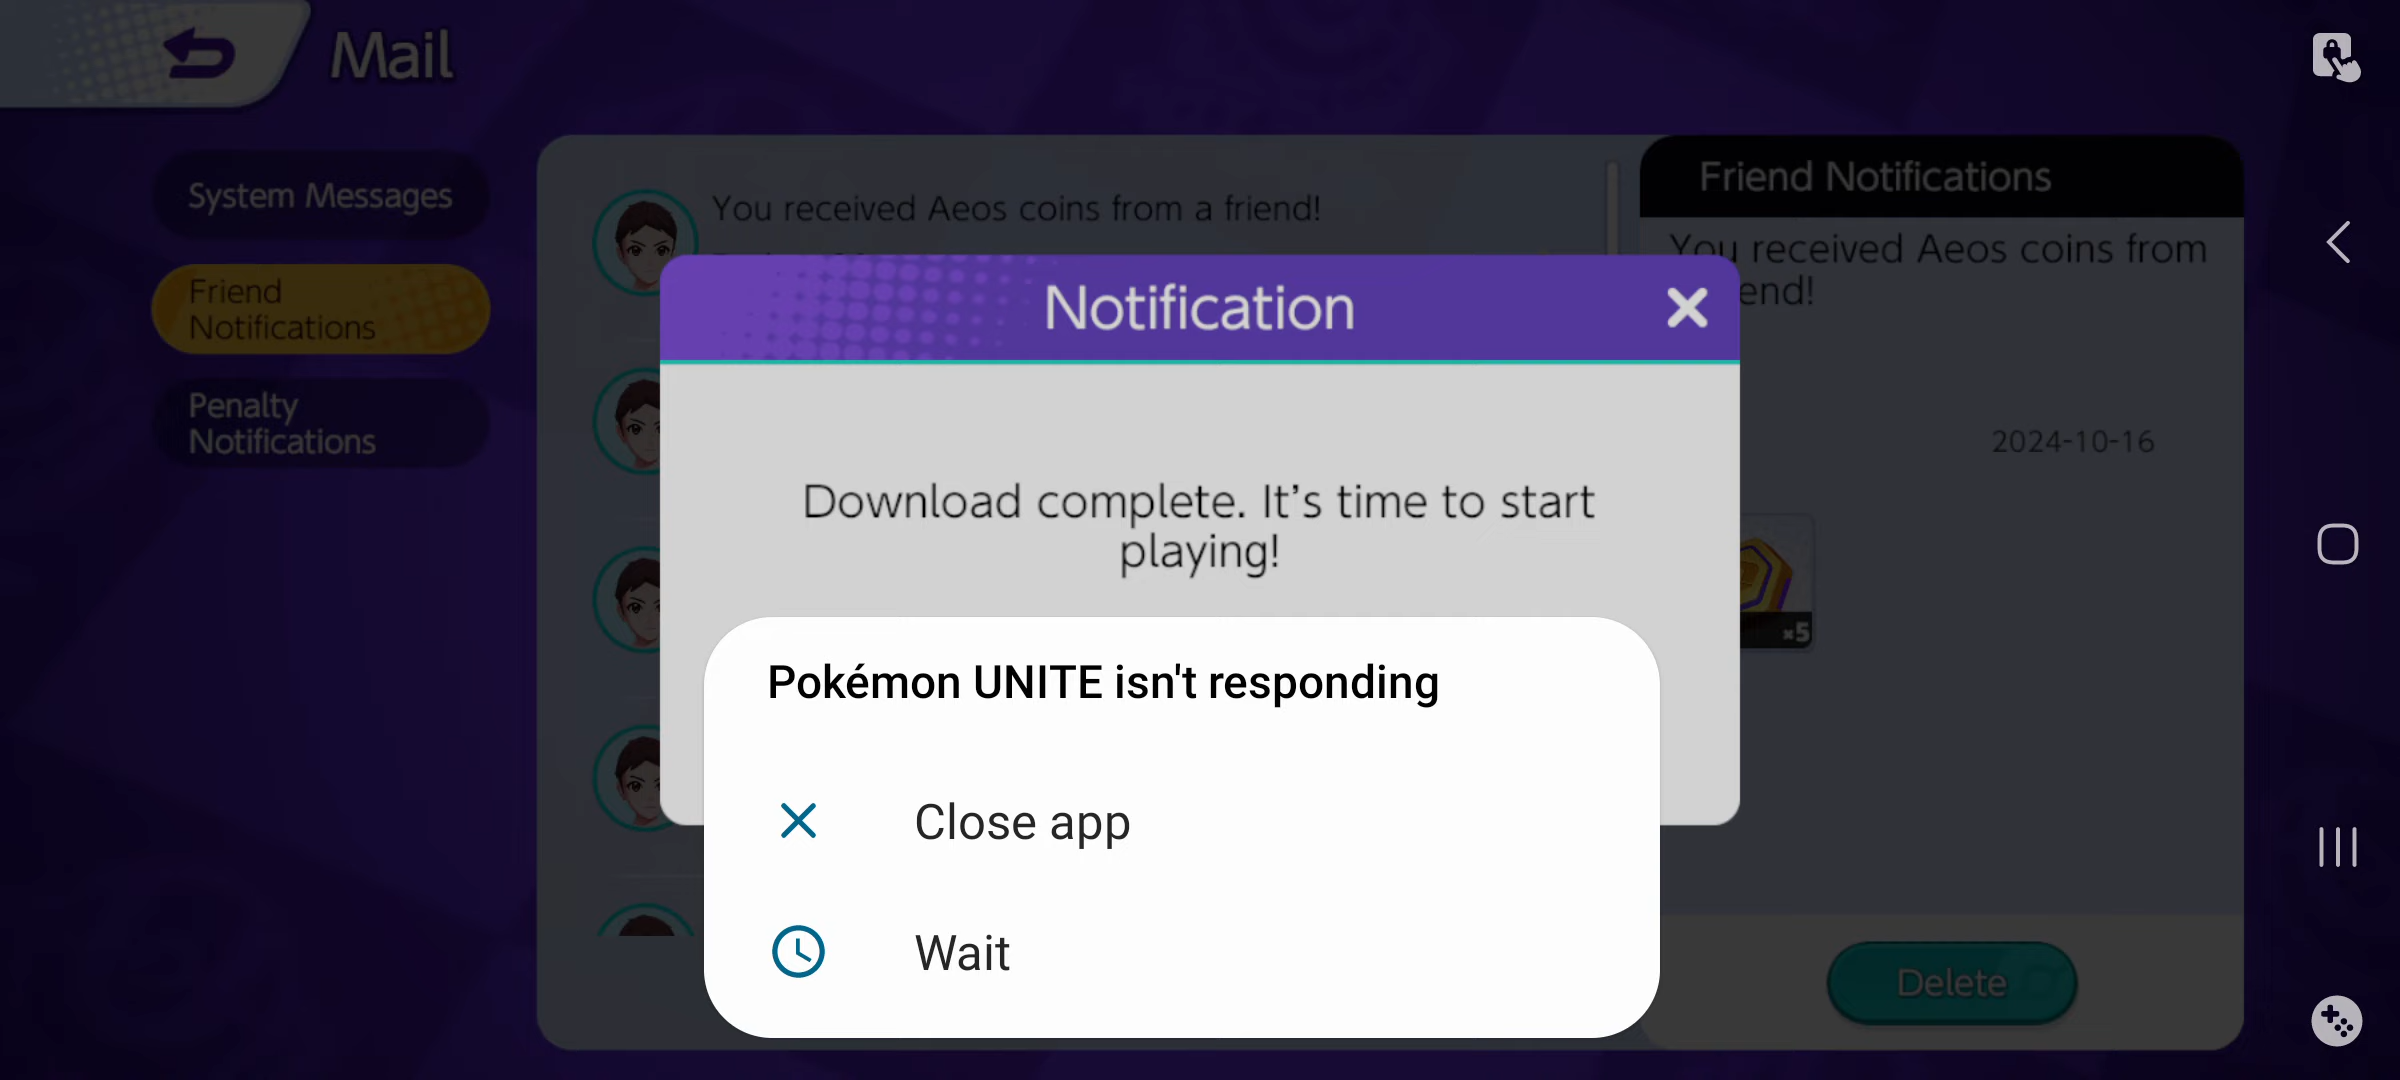 Mail
System Messages
Friend
Notifications
Penalty
Notifications
You received Aeos coins from a friend!
Friend Notifications
You received Aeos coins from
end!
2024-10-16
×5
Delete
Notification
Download complete. It's time to start
playing!
Pokémon UNITE isn't responding
Close app
Wait